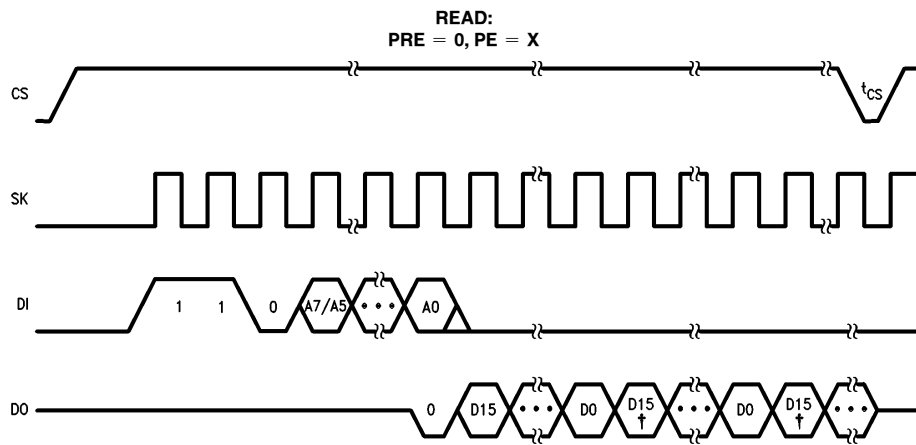 READ:
PRE = 0, PE = X
CS
tCS
SK
DI
1 1 0 A7/A5 • • • A0
DO
0 D15 • • • D0 D15 † • • • D0 D15 † • • •